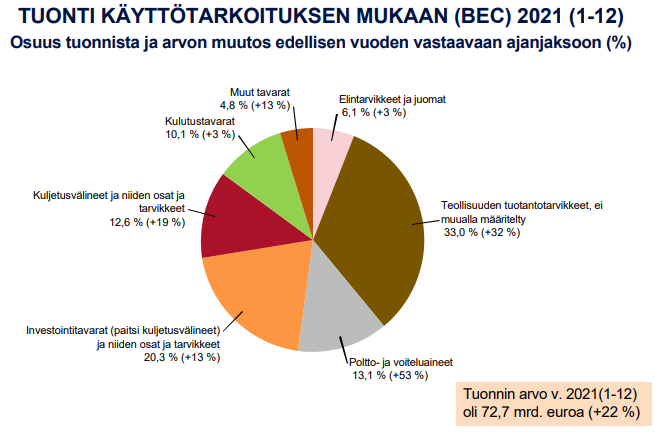 TUONTI KÄYTTÖTARKOITUKSEN MUKAAN (BEC) 2021 (1-12)
Osuus tuonnista ja arvon muutos edellisen vuoden vastaavaan ajanjaksoon (%)
Muut tavarat
4,8 % (+13 %)
Elintarvikkeet ja juomat
6,1 % (+3 %)
Kulutustavarat
10,1 % (+3 %)
Kuljetusvälineet ja niiden osat ja
tarvikkeet
12,6 % (+19 %)
Teollisuuden tuotantotarvikkeet, ei
muualla määritelty
33,0 % (+32 %)
Investointitavarat (paitsi kuljetusvälineet)
ja niiden osat ja tarvikkeet
20,3 % (+13 %)
Poltto- ja voiteluaineet
13,1 % (+53 %)
Tuonnin arvo v. 2021(1-12)
oli 72,7 mrd. euroa (+22 %)